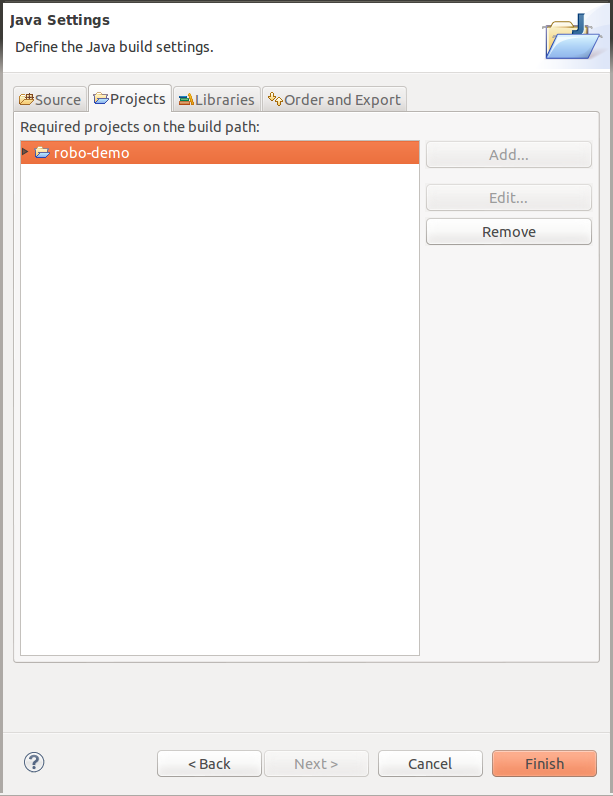 Java Settings
Define the Java build settings.
Source Projects Libraries Order and Export
Required projects on the build path:
robo-demo
Add...
Edit...
Remove
< Back Next > Cancel Finish